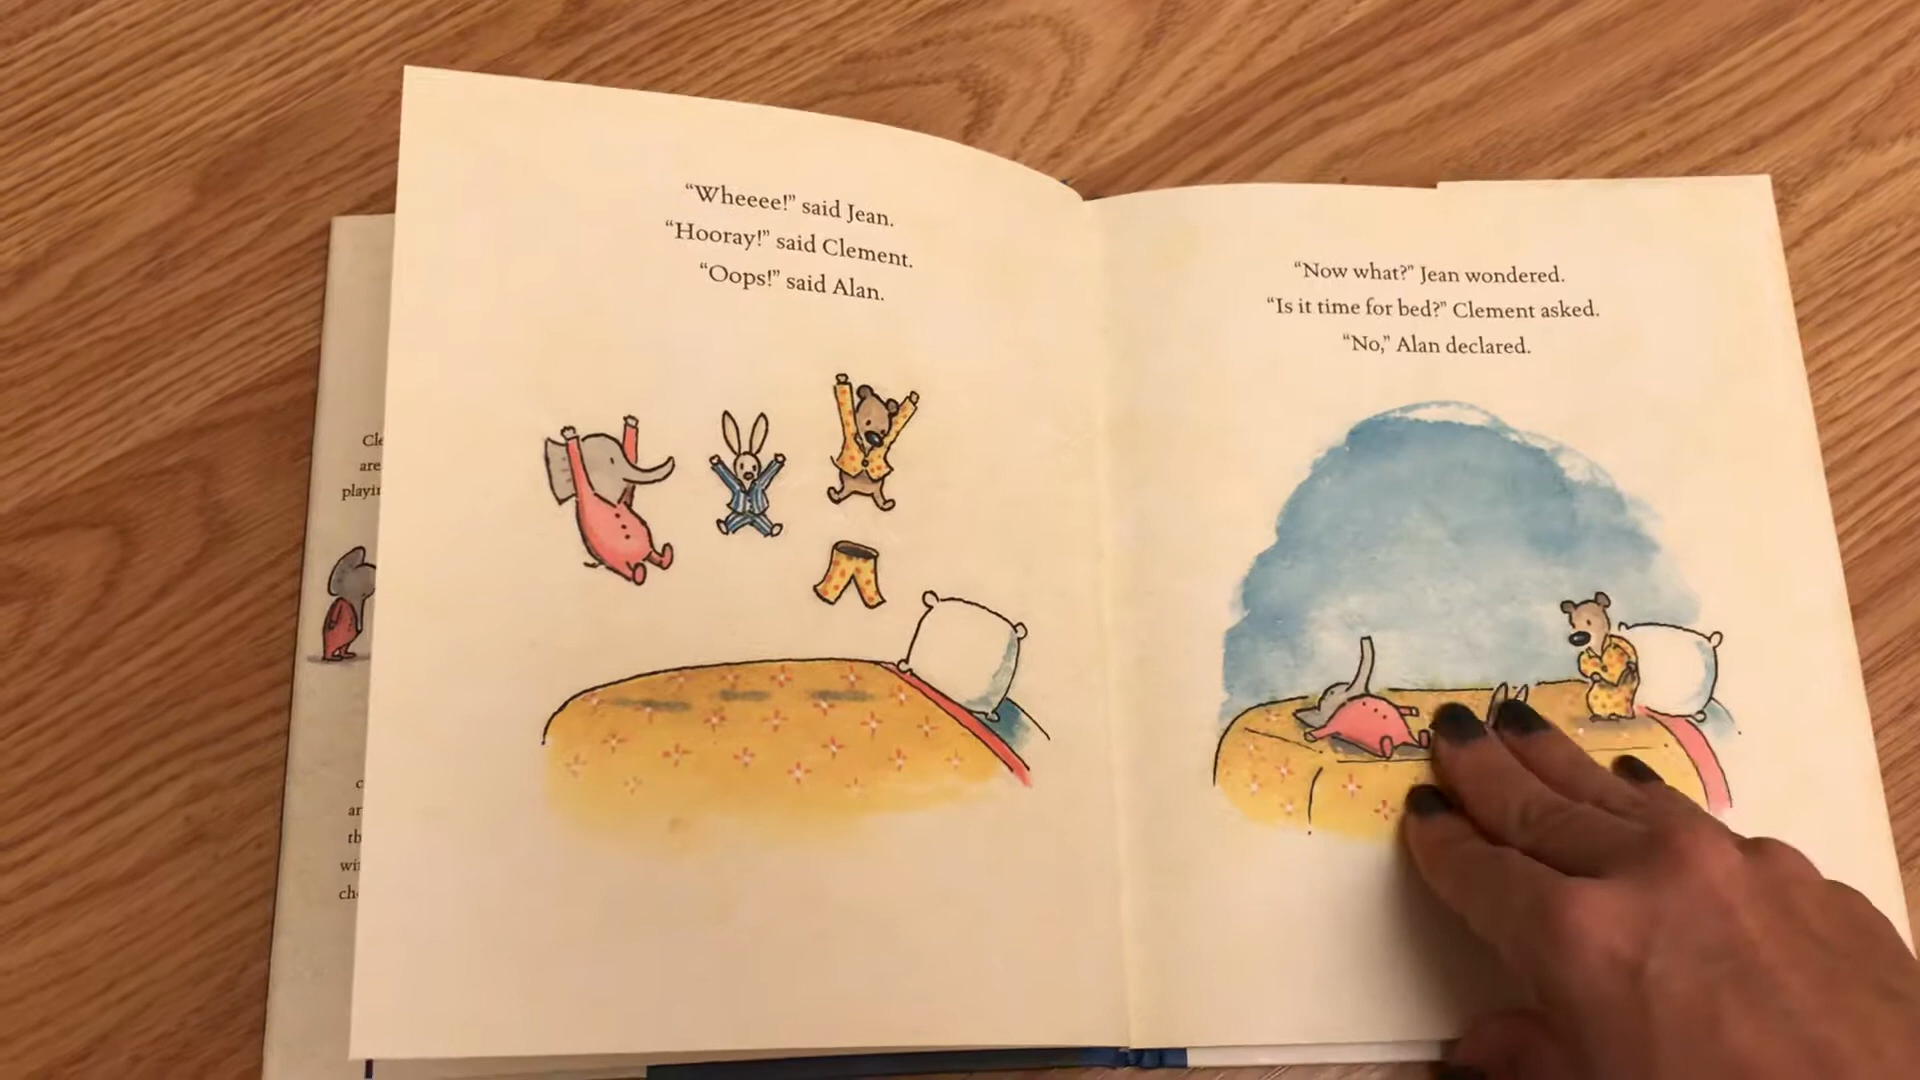 “Wheeee!” said Jean.
“Hooray!” said Clement.
“Oops!” said Alan.
“Now what?” Jean wondered.
“Is it time for bed?” Clement asked.
“No,” Alan declared.
are